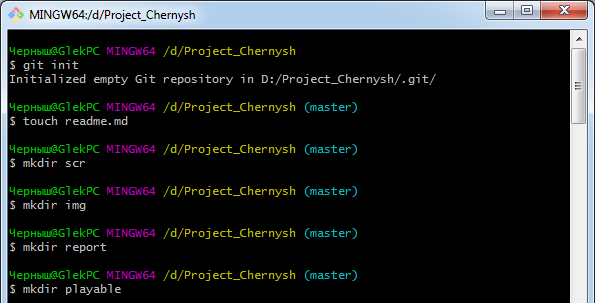 MINGW64:/d/Project_Chernysh
Черныш@GlekPC MINGW64 /d/Project_Chernysh
$ git init
Initialized empty Git repository in D:/Project_Chernysh/.git/
Черныш@GlekPC MINGW64 /d/Project_Chernysh (master)
$ touch readme.md
Черныш@GlekPC MINGW64 /d/Project_Chernysh (master)
$ mkdir scr
Черныш@GlekPC MINGW64 /d/Project_Chernysh (master)
$ mkdir img
Черныш@GlekPC MINGW64 /d/Project_Chernysh (master)
$ mkdir report
Черныш@GlekPC MINGW64 /d/Project_Chernysh (master)
$ mkdir playable